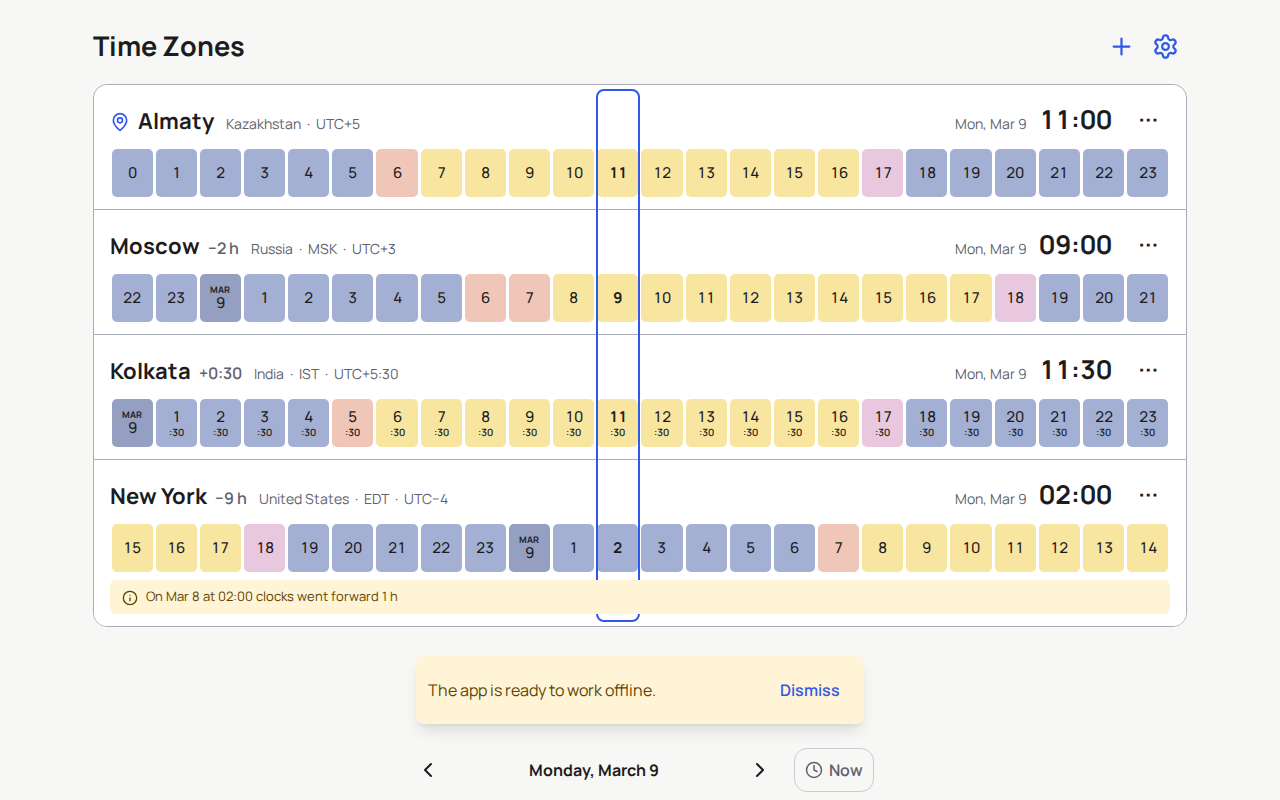 Time Zones
Almaty Kazakhstan · UTC+5 Mon, Mar 9 11:00
0 1 2 3 4 5 6 7 8 9 10 11 12 13 14 15 16 17 18 19 20 21 22 23
Moscow −2 h Russia · MSK · UTC+3 Mon, Mar 9 09:00
22 23 MAR 9 1 2 3 4 5 6 7 8 9 10 11 12 13 14 15 16 17 18 19 20 21
Kolkata +0:30 India · IST · UTC+5:30 Mon, Mar 9 11:30
MAR 9 1:30 2:30 3:30 4:30 5:30 6:30 7:30 8:30 9:30 10:30 11:30 12:30 13:30 14:30 15:30 16:30 17:30 18:30 19:30 20:30 21:30 22:30 23:30
New York −9 h United States · EDT · UTC−4 Mon, Mar 9 02:00
15 16 17 18 19 20 21 22 23 MAR 9 1 2 3 4 5 6 7 8 9 10 11 12 13 14
On Mar 8 at 02:00 clocks went forward 1 h
The app is ready to work offline. Dismiss
Monday, March 9 Now